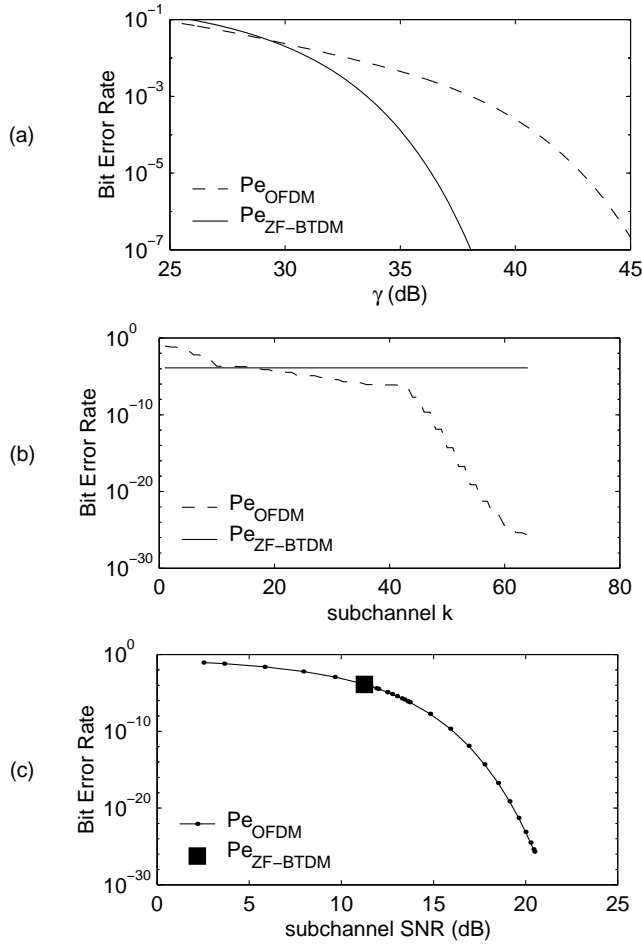 (a)
Bit Error Rate
10^-1
10^-3
10^-5
10^-7
Pe_OFDM
Pe_ZF−BTDM
25 30 35 40 45
γ (dB)
(b)
Bit Error Rate
10^0
10^-10
10^-20
10^-30
Pe_OFDM
Pe_ZF−BTDM
0 20 40 60 80
subchannel k
(c)
Bit Error Rate
10^0
10^-10
10^-20
10^-30
Pe_OFDM
Pe_ZF−BTDM
0 5 10 15 20 25
subchannel SNR (dB)